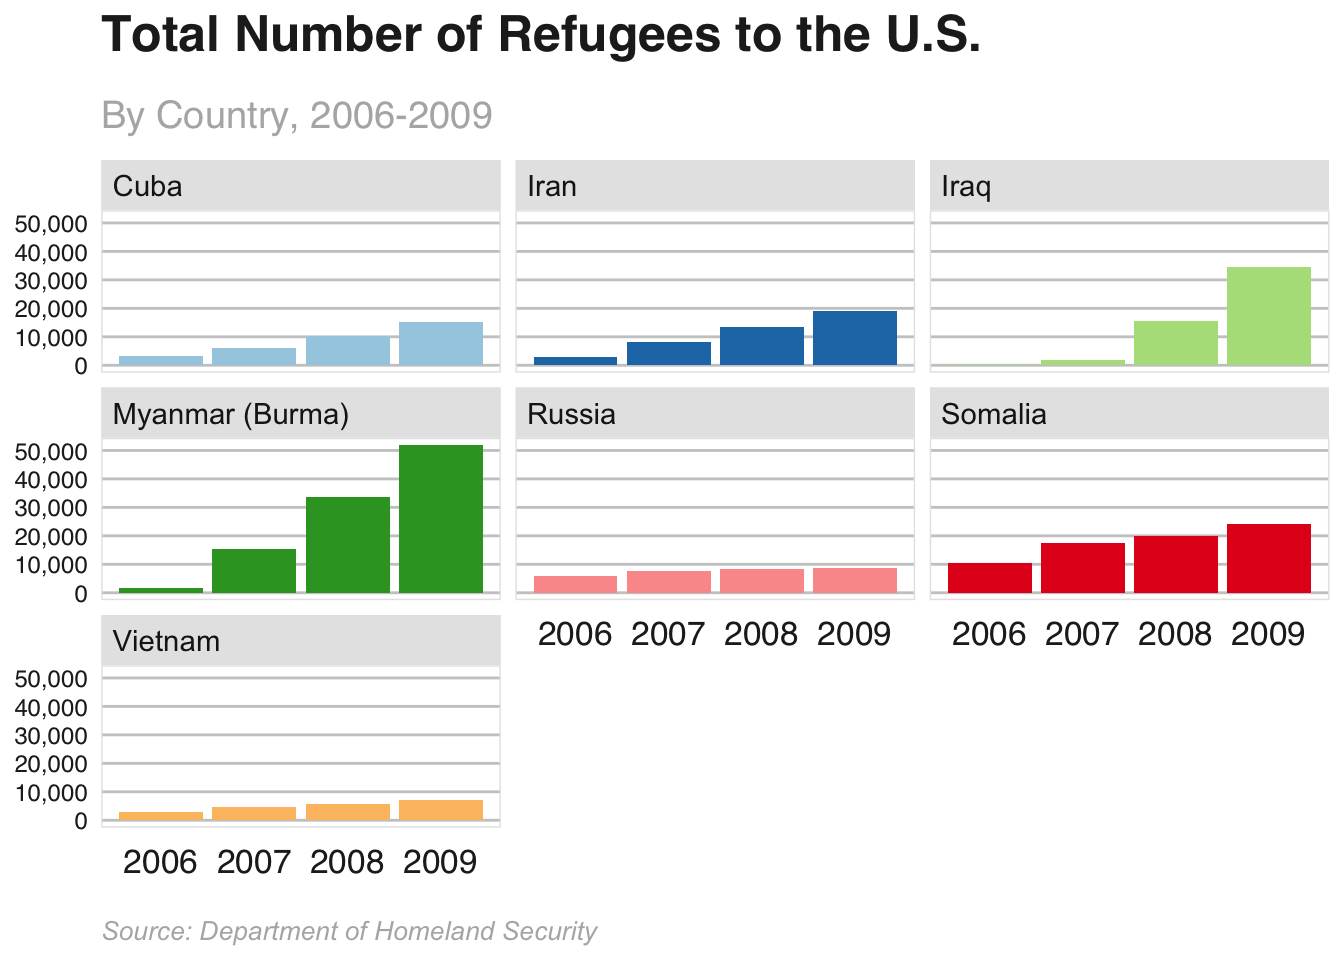 Total Number of Refugees to the U.S.
By Country, 2006-2009
Cuba
Iran
Iraq
50,000
40,000
30,000
20,000
10,000
0
Myanmar (Burma)
Russia
Somalia
50,000
40,000
30,000
20,000
10,000
0
2006 2007 2008 2009
2006 2007 2008 2009
Vietnam
50,000
40,000
30,000
20,000
10,000
0
2006 2007 2008 2009
Source: Department of Homeland Security